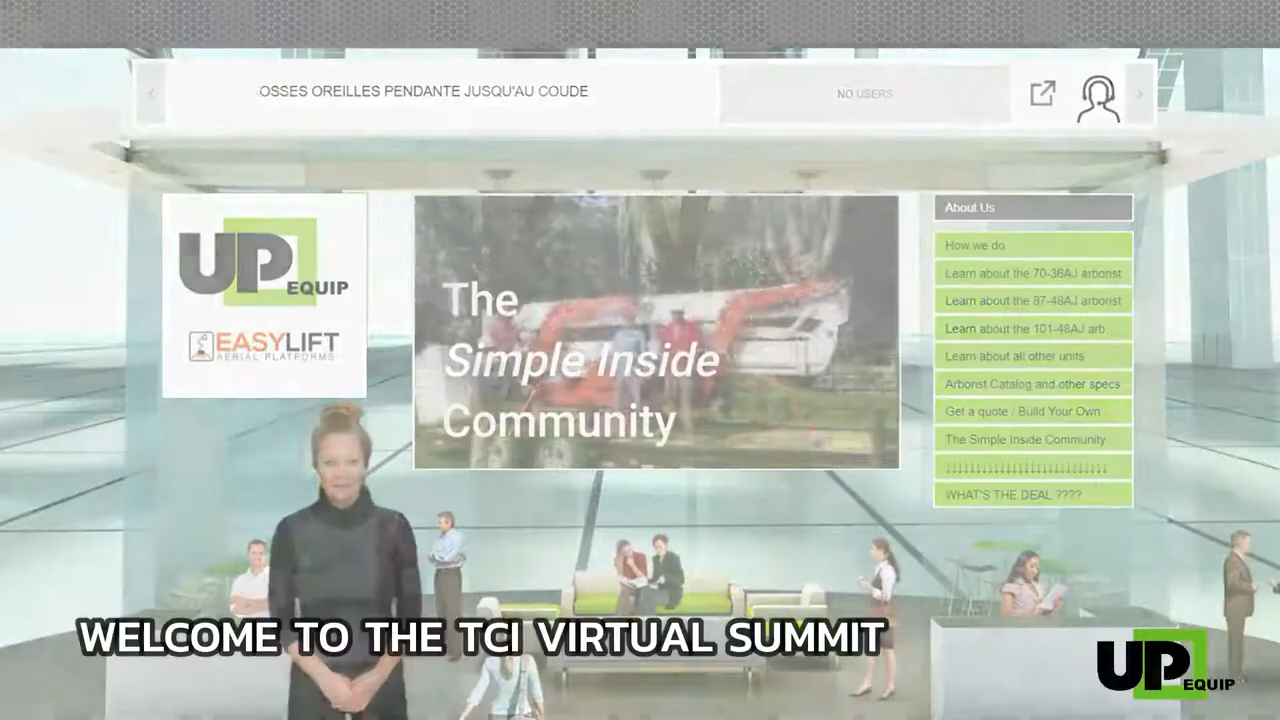 OSSES OREILLES PENDANTE JUSQU'AU COUDE
NO USERS
UP
EQUIP
EASYLIFT
AERIAL PLATFORMS
The
Simple Inside
Community
About Us
How we do
Learn about the 70-36AJ arborist
Learn about the 87-48AJ arborist
Learn about the 101-48AJ arb...
Learn about all other units
Arborist Catalog and other specs
Get a quote / Build Your Own...
The Simple Inside Community
↓↓↓↓↓↓↓↓↓↓↓↓↓↓↓↓↓↓↓↓↓↓↓↓↓↓↓
WHAT'S THE DEAL ????
WELCOME TO THE TCI VIRTUAL SUMMIT
UP
EQUIP